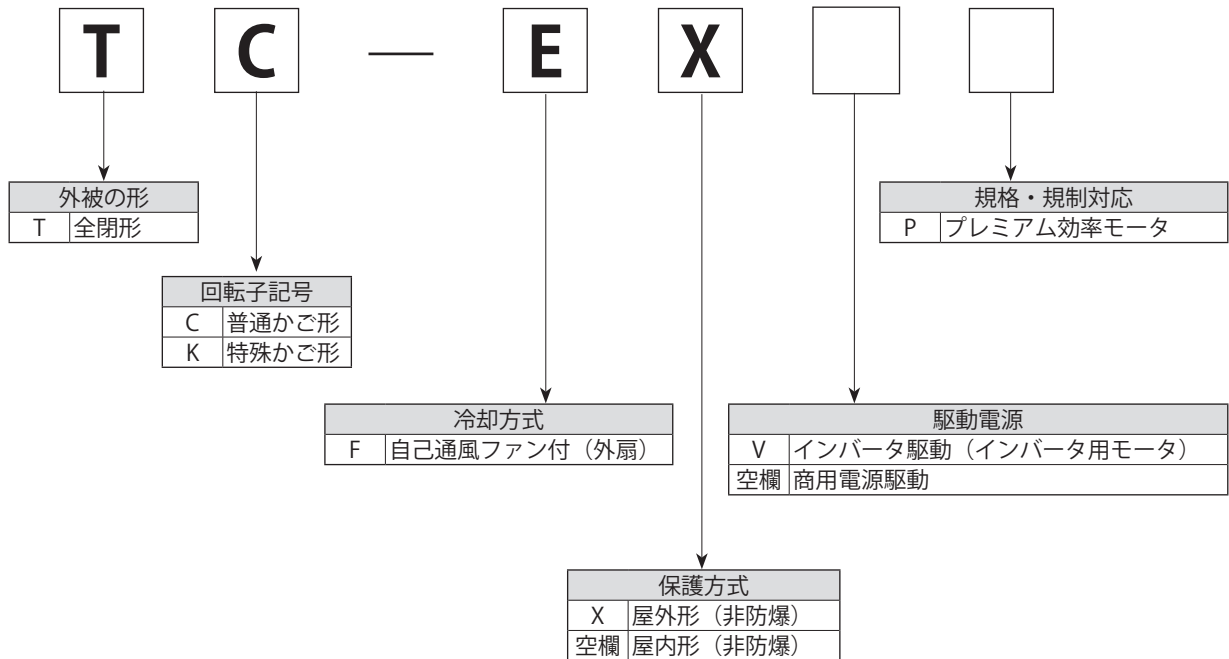 T C — E X
外被の形
T 全閉形
規格・規制対応
P プレミアム効率モータ
回転子記号
C 普通かご形
K 特殊かご形
冷却方式
F 自己通風ファン付（外扇）
駆動電源
V インバータ駆動（インバータ用モータ）
空欄 商用電源駆動
保護方式
X 屋外形（非防爆）
空欄 屋内形（非防爆）